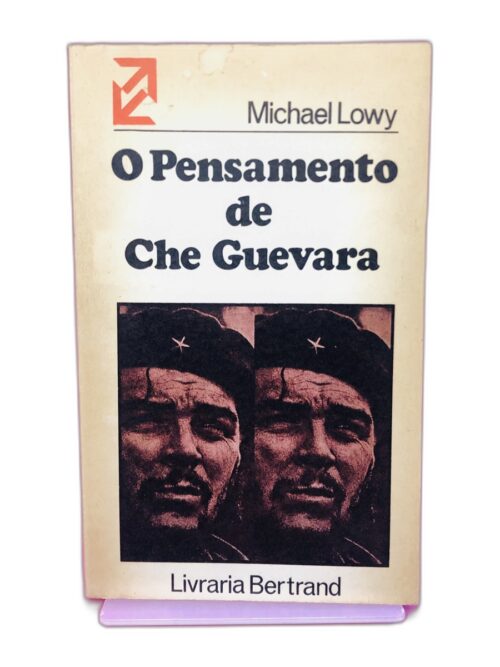 Michael Lowy
O Pensamento
de
Che Guevara
Livraria Bertrand